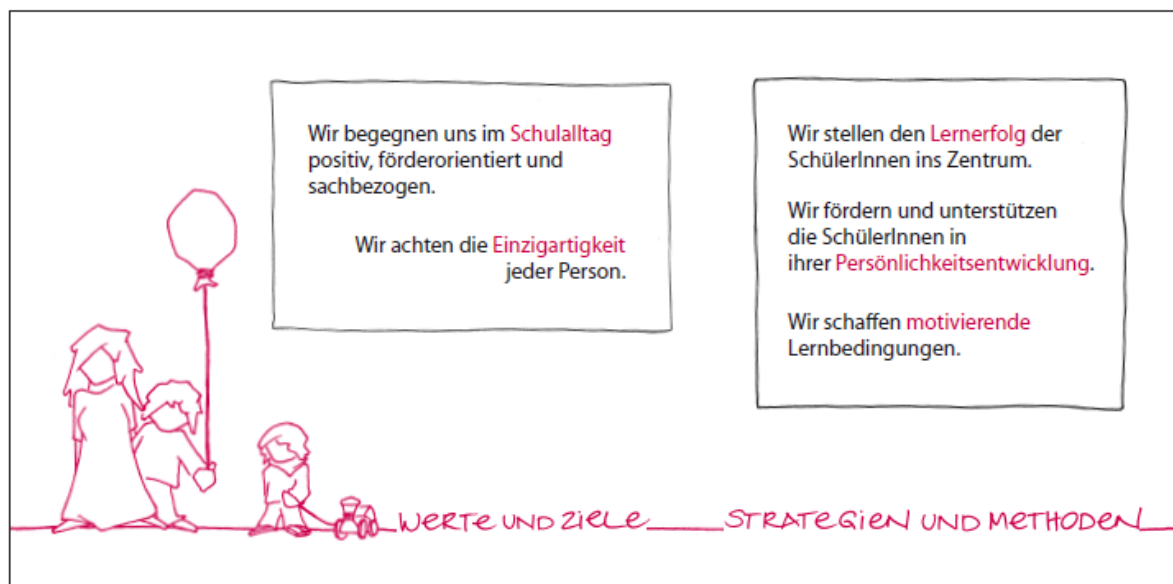 Wir begegnen uns im Schulalltag
positiv, förderorientiert und
sachbezogen.
Wir achten die Einzigartigkeit
jeder Person.
Wir stellen den Lernerfolg der
SchülerInnen ins Zentrum.
Wir fördern und unterstützen
die SchülerInnen in
ihrer Persönlichkeitsentwicklung.
Wir schaffen motivierende
Lernbedingungen.
WERTE UND ZIELE
STRATEGIEN UND METHODEN